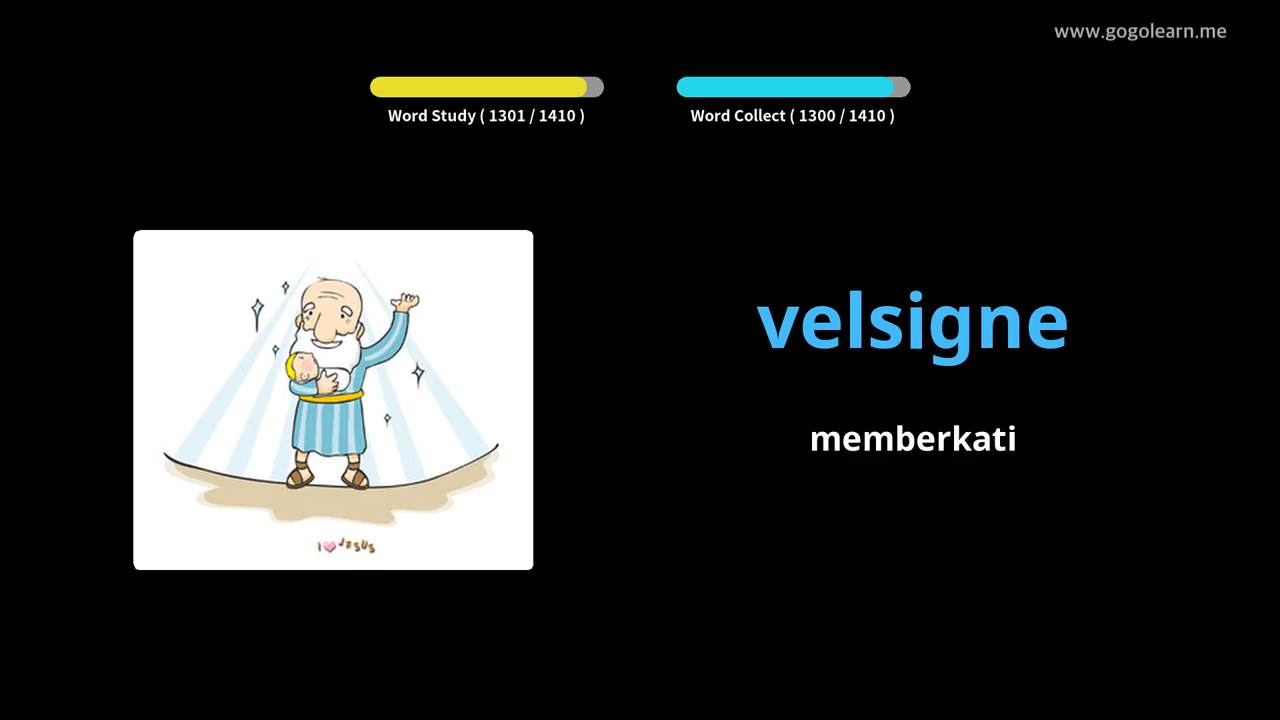 www.gogolearn.me
Word Study ( 1301 / 1410 )
Word Collect ( 1300 / 1410 )
velsigne
memberkati
I ❤ JESUS